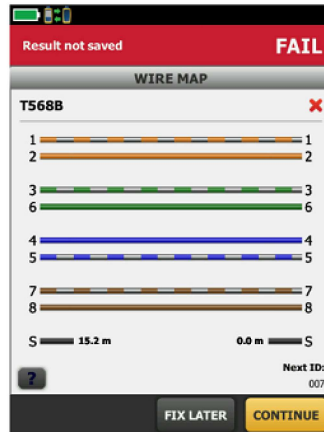 Result not saved FAIL
WIRE MAP
T568B
1 1
2 2
3 3
6 6
4 4
5 5
7 7
8 8
S 15.2 m 0.0 m S
Next ID:
? 007
FIX LATER CONTINUE